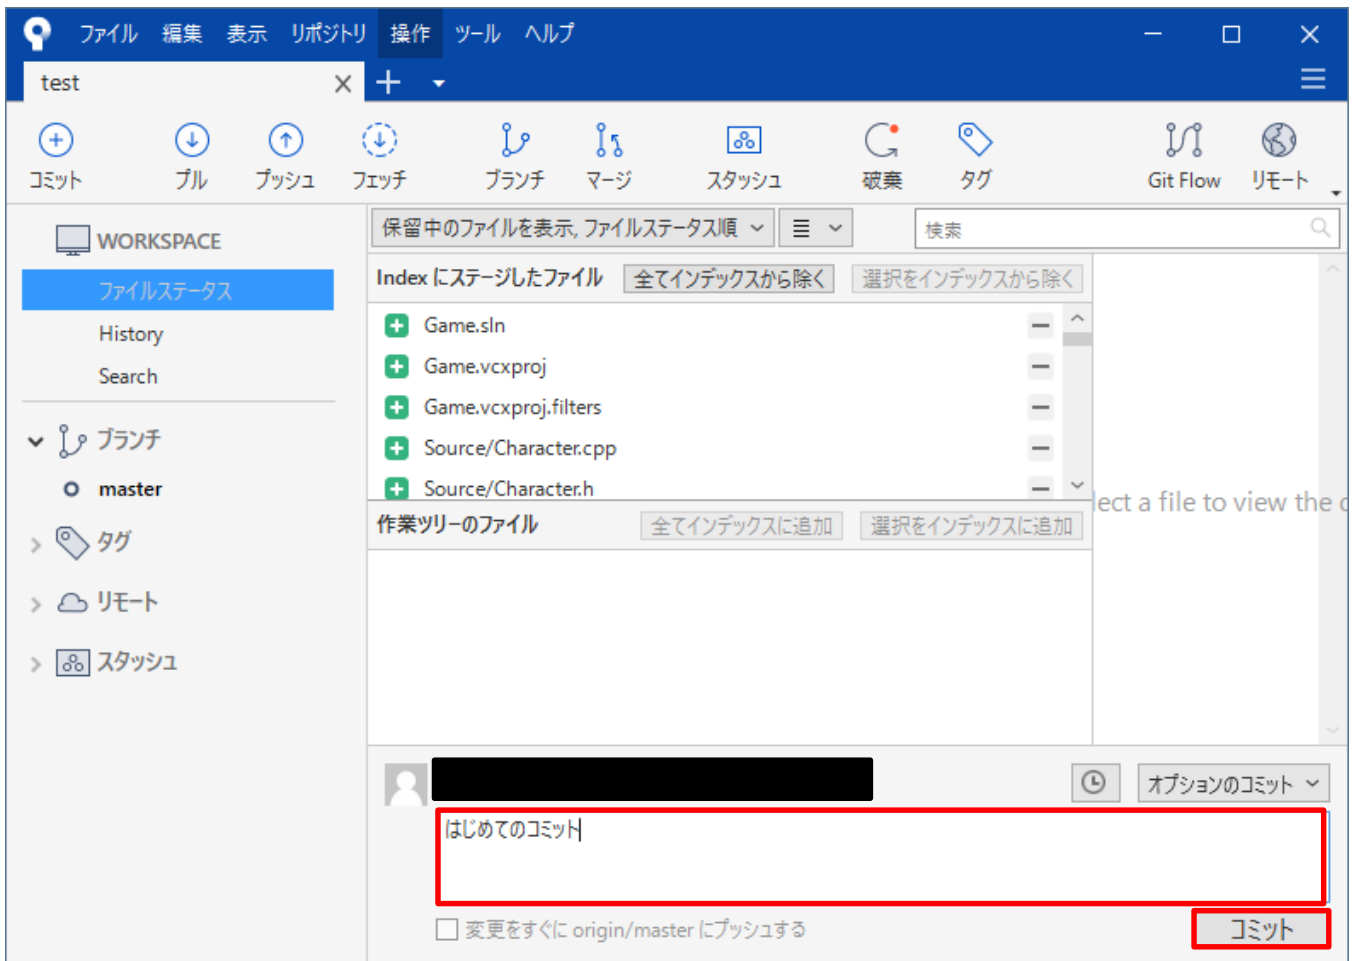 ファイル 編集 表示 リポジトリ 操作 ツール ヘルプ
test
コミット プル プッシュ フェッチ ブランチ マージ スタッシュ 破棄 タグ Git Flow リモート
WORKSPACE
ファイルステータス
History
Search
ブランチ
master
タグ
リモート
スタッシュ
保留中のファイルを表示, ファイルステータス順
検索
Index にステージしたファイル 全てインデックスから除く 選択をインデックスから除く
Game.sln
Game.vcxproj
Game.vcxproj.filters
Source/Character.cpp
Source/Character.h
作業ツリーのファイル 全てインデックスに追加 選択をインデックスに追加
lect a file to view the
オプションのコミット
はじめてのコミット
変更をすぐに origin/master にプッシュする
コミット